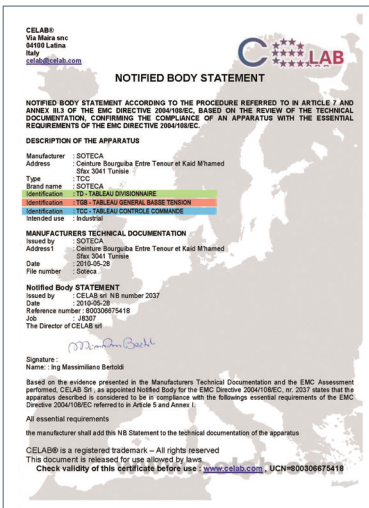 CELAB®
Via Maira snc
04100 Latina
Italy
celab@celab.com
C LAB
NOTIFIED BODY STATEMENT
NOTIFIED BODY STATEMENT ACCORDING TO THE PROCEDURE REFERRED TO IN ARTICLE 7 AND
ANNEX III.3 OF THE EMC DIRECTIVE 2004/108/EC, BASED ON THE REVIEW OF THE TECHNICAL
DOCUMENTATION, CONFIRMING THE COMPLIANCE OF AN APPARATUS WITH THE ESSENTIAL
REQUIREMENTS OF THE EMC DIRECTIVE 2004/108/EC.
DESCRIPTION OF THE APPARATUS
Manufacturer : SOTECA
Address : Ceinture Bourguiba Entre Tenour et Kaid M'hamed
Sfax 3041 Tunisie
Type : TCC
Brand name : SOTECA
Identification : TD - TABLEAU DIVISIONNAIRE
Identification : TGB - TABLEAU GENERAL BASSE TENSION
Identification : TCC - TABLEAU CONTROLE COMMANDE
Intended use : Industrial
MANUFACTURERS TECHNICAL DOCUMENTATION
Issued by : SOTECA
Address1 : Ceinture Bourguiba Entre Tenour et Kaid M'hamed
Sfax 3041 Tunisie
Date : 2010-05-28
File number : Soteca
Notified Body STATEMENT
Issued by : CELAB srl NB number 2037
Date : 2010-05-28
Reference number : 800306675418
Job : J8307
The Director of CELAB srl
Signature :
Name: : Ing Massimiliano Bertoldi
Based on the evidence presented in the Manufacturers Technical Documentation and the EMC Assessment
performed, CELAB Srl , as appointed Notified Body for the EMC Directive 2004/108/EC, nr. 2037 states that the
apparatus described is considered to be in compliance with the followings essential requirements of the EMC
Directive 2004/108/EC referred to in Article 5 and Annex I.
All essential requirements
the manufacturer shall add this NB Statement to the technical documentation of the apparatus
CELAB® is a registered trademark – All rights reserved
This document is released for use allowed by laws.
Check validity of this certificate before use : www.celab.com , UCN=800306675418